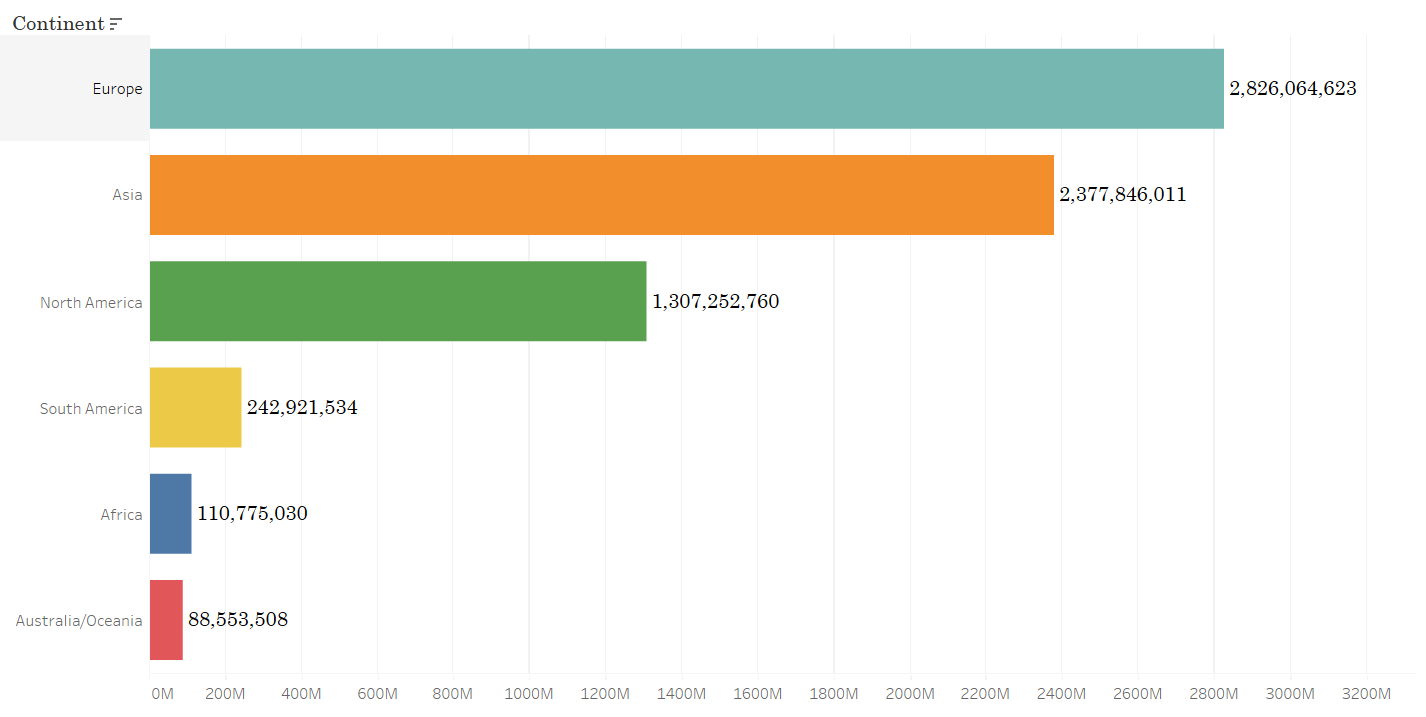 Continent
Europe 2,826,064,623
Asia 2,377,846,011
North America 1,307,252,760
South America 242,921,534
Africa 110,775,030
Australia/Oceania 88,553,508
0M 200M 400M 600M 800M 1000M 1200M 1400M 1600M 1800M 2000M 2200M 2400M 2600M 2800M 3000M 3200M